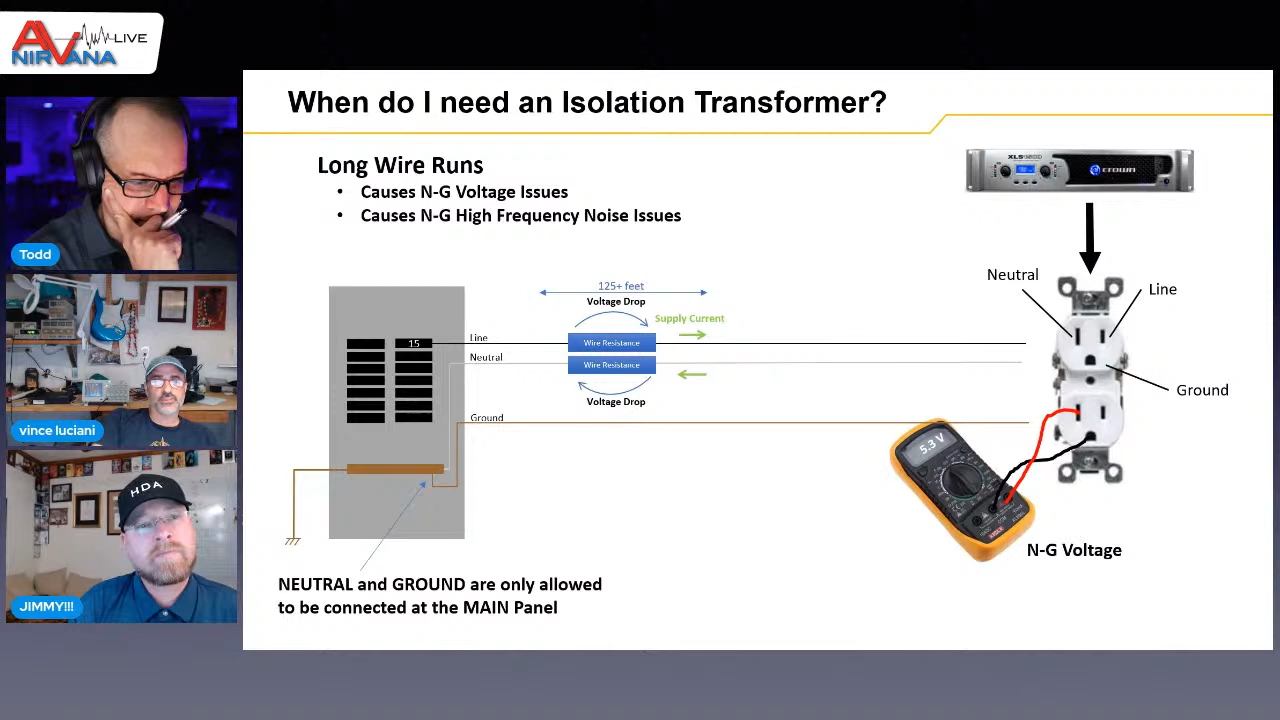 AV LIVE
NIRVANA
When do I need an Isolation Transformer?
Long Wire Runs
• Causes N-G Voltage Issues
• Causes N-G High Frequency Noise Issues
XLS
crown
Todd
Neutral
Line
Ground
125+ feet
Voltage Drop
Supply Current
15
Line
Wire Resistance
Neutral
Wire Resistance
Voltage Drop
Ground
5.3 V
N-G Voltage
NEUTRAL and GROUND are only allowed
to be connected at the MAIN Panel
vince luciani
HDA
JIMMY!!!